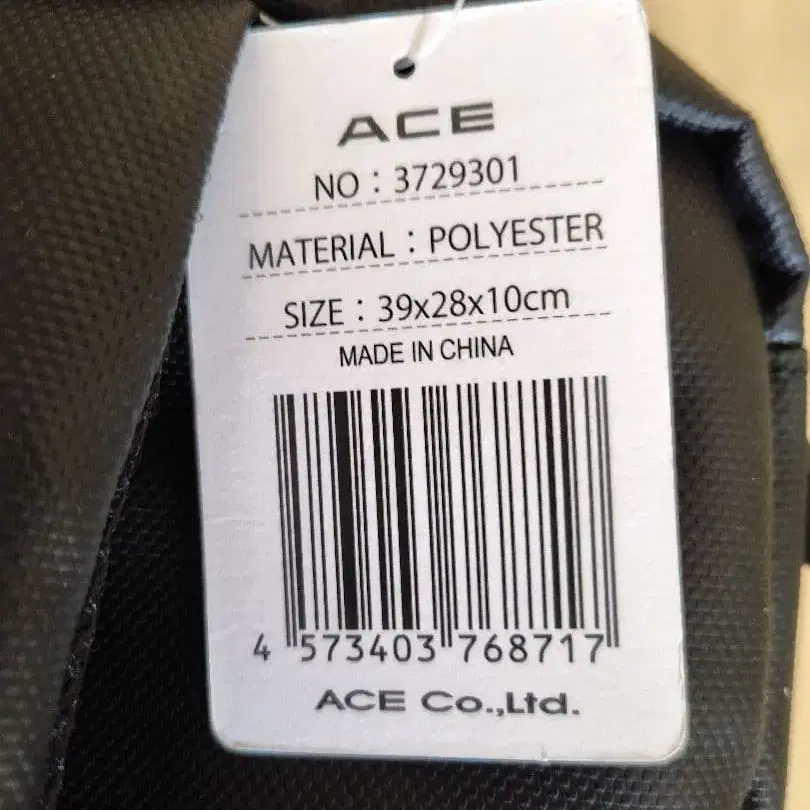 ACE
NO：3729301
MATERIAL：POLYESTER
SIZE：39x28x10cm
MADE IN CHINA
4 573403 768717
ACE Co.,Ltd.